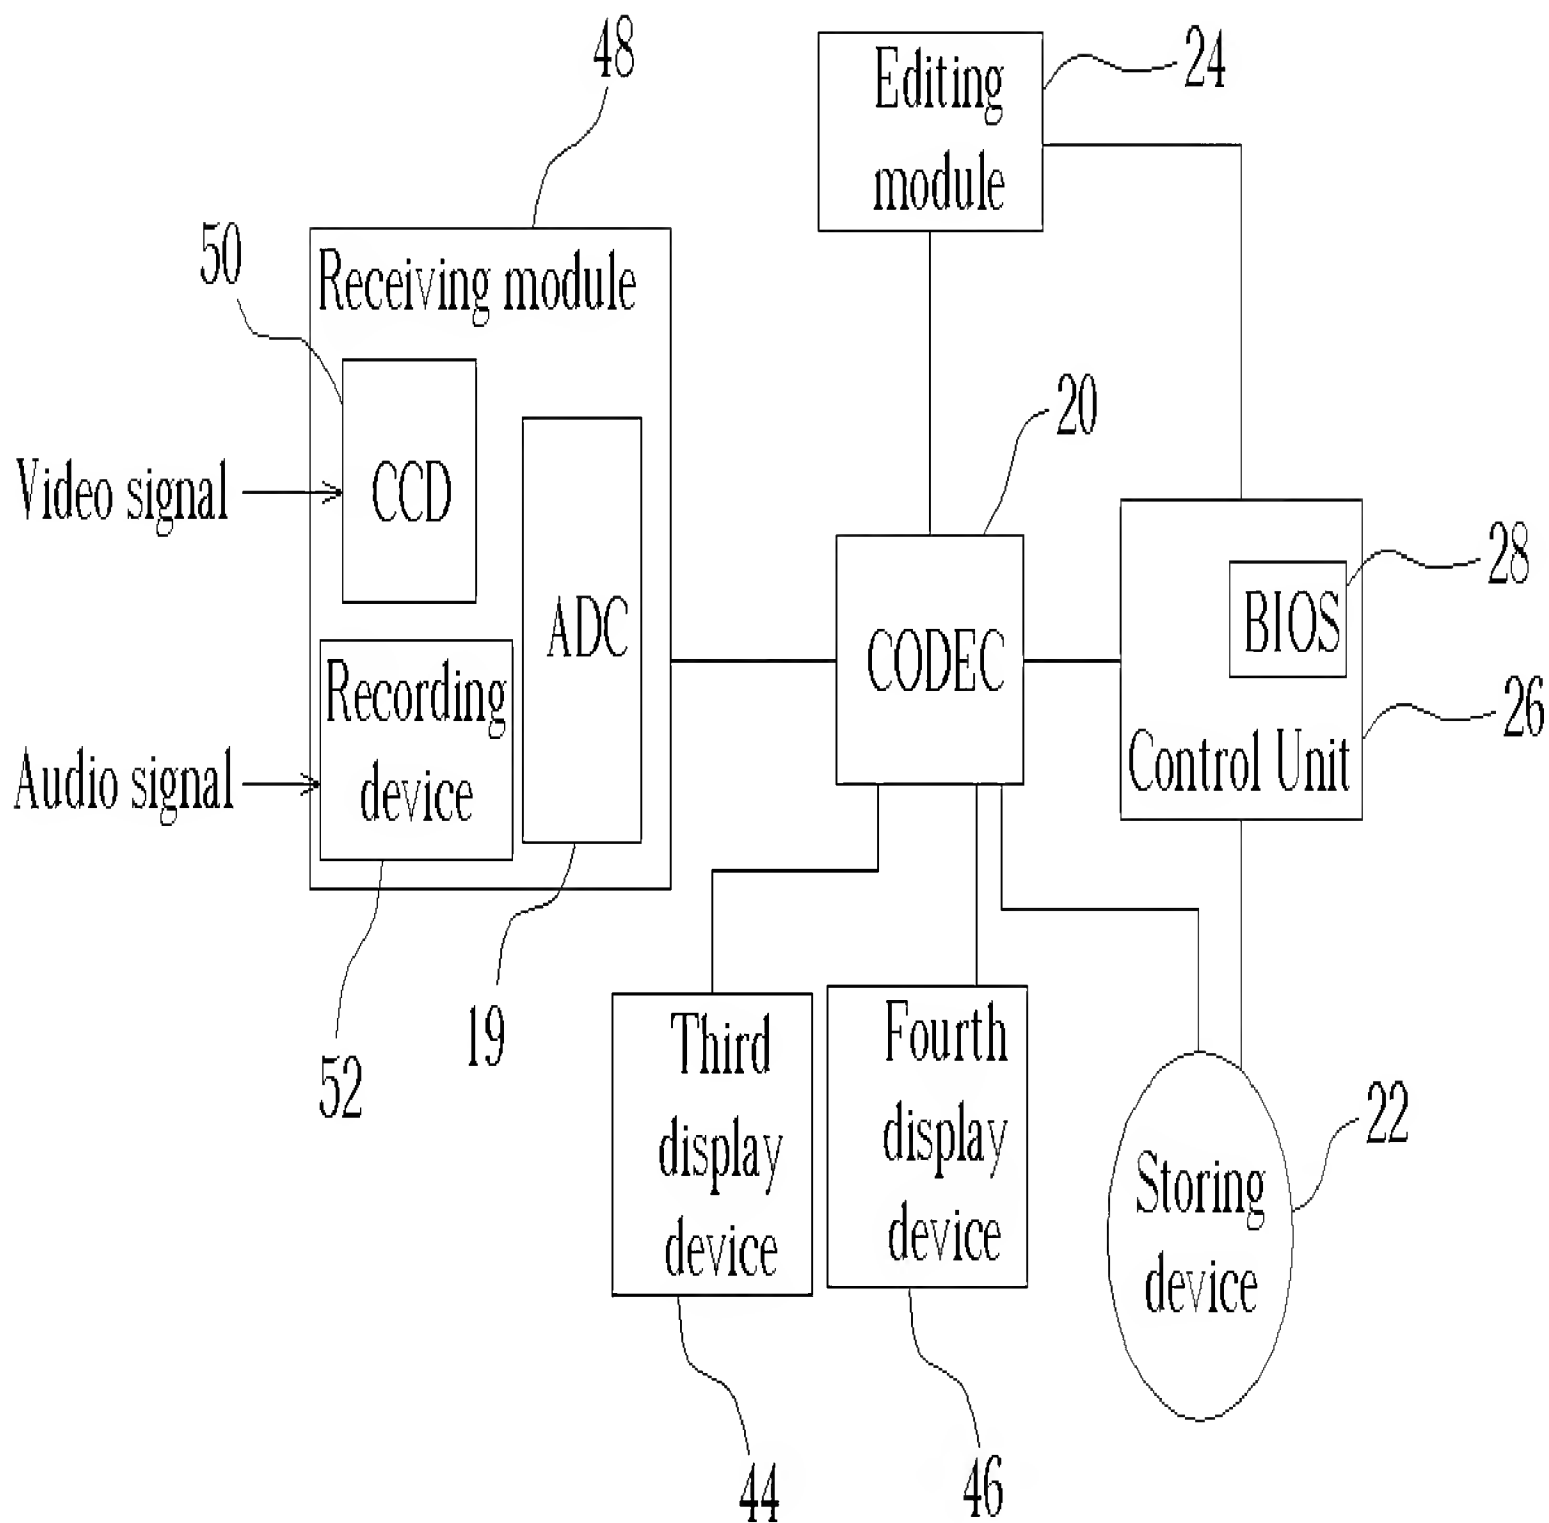 48
Editing
module
24
50
Receiving module
20
Video signal
CCD
ADC
CODEC
BIOS
28
Recording
device
Audio signal
Control Unit
26
19
52
Third
display
device
Fourth
display
device
Storing
device
22
44
46